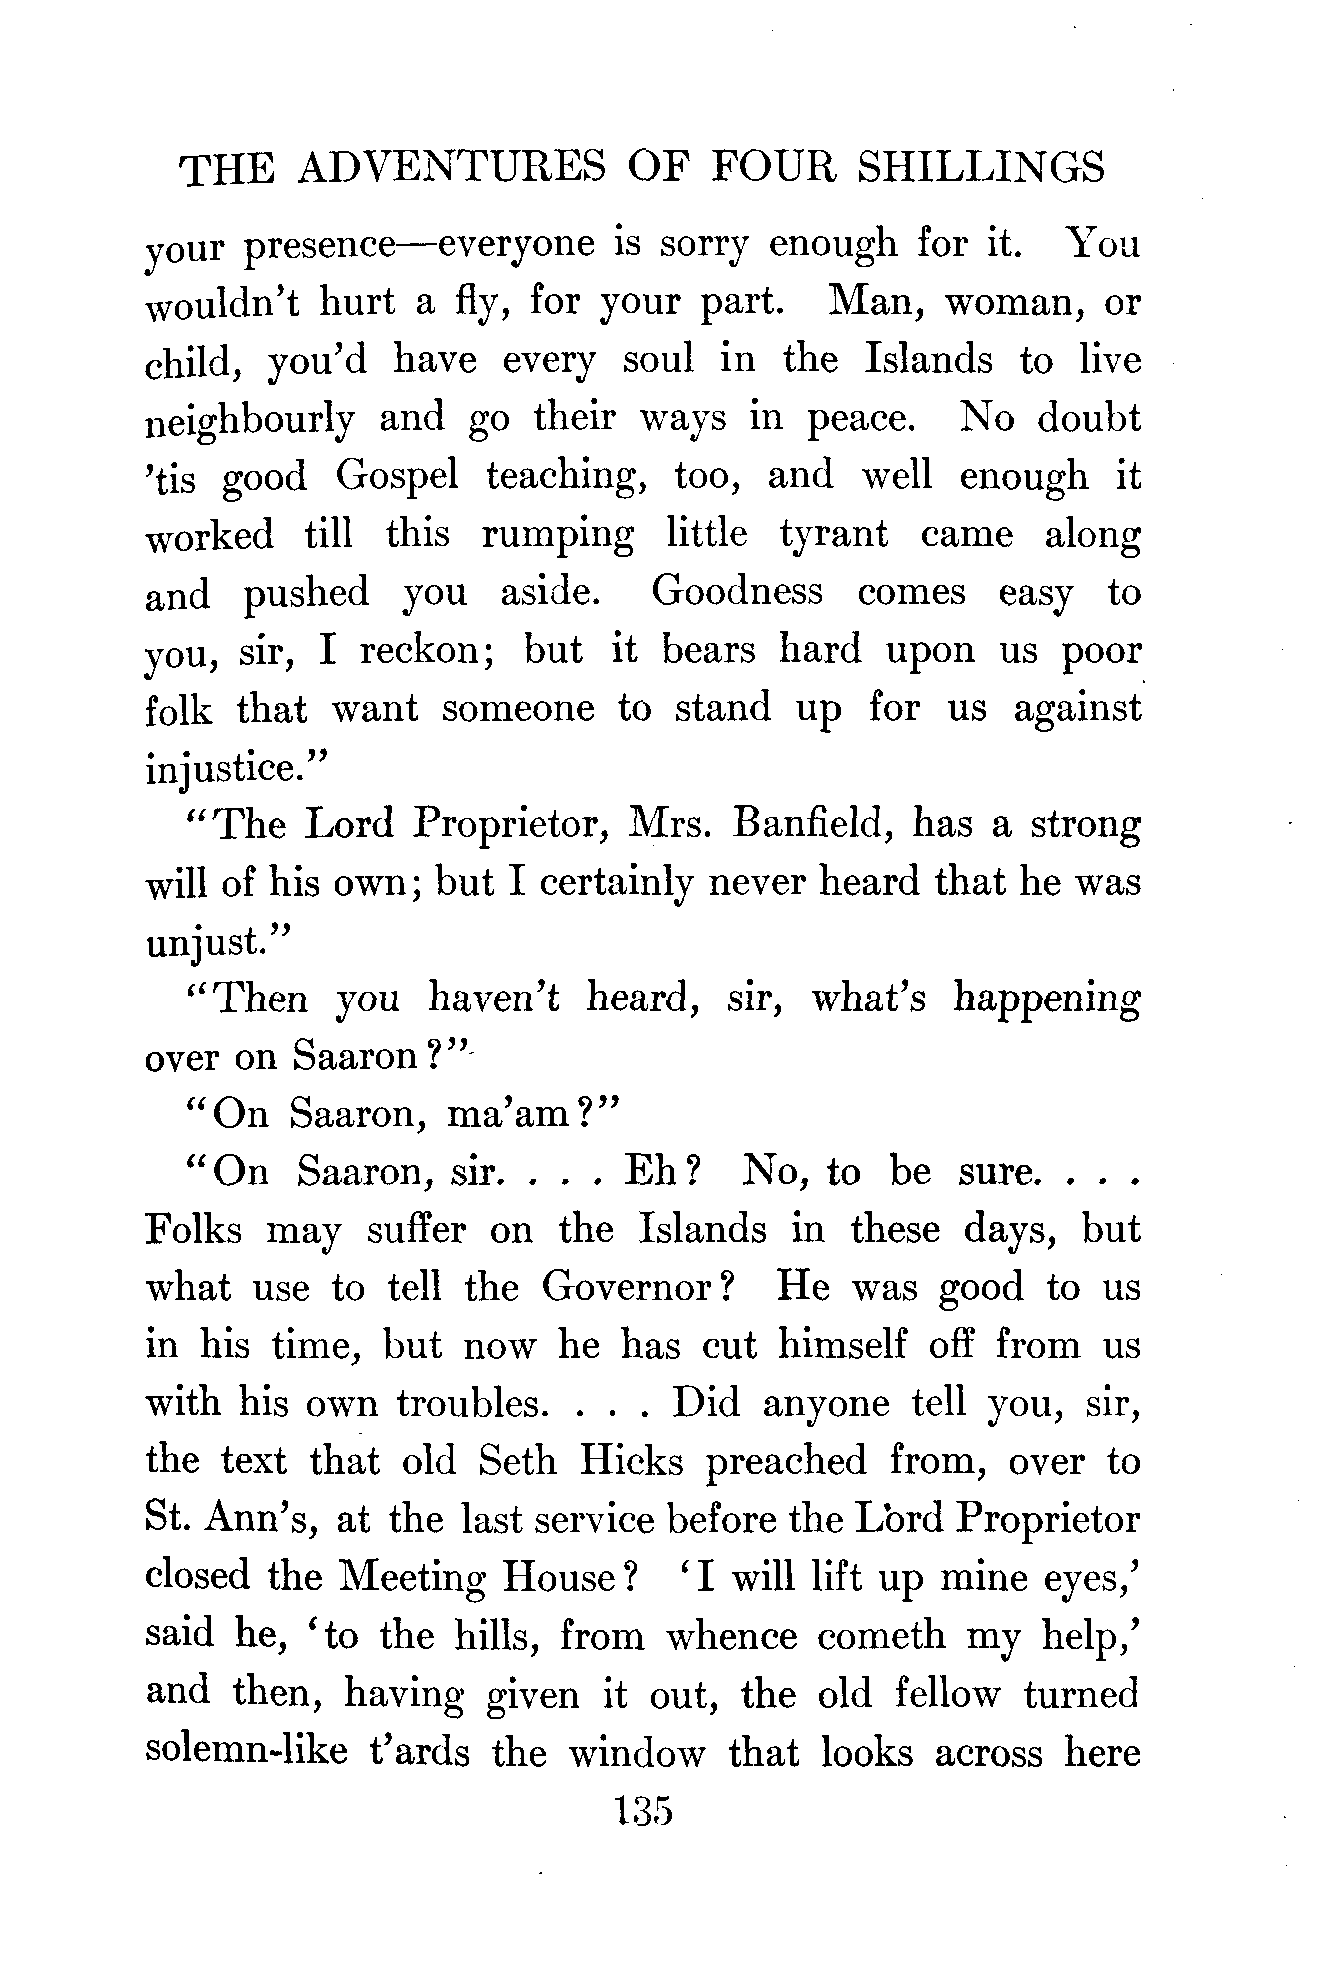 THE ADVENTURES OF FOUR SHILLINGS
your presence—everyone is sorry enough for it. You
wouldn't hurt a fly, for your part. Man, woman, or
child, you'd have every soul in the Islands to live
neighbourly and go their ways in peace. No doubt
'tis good Gospel teaching, too, and well enough it
worked till this rumping little tyrant came along
and pushed you aside. Goodness comes easy to
you, sir, I reckon; but it bears hard upon us poor
folk that want someone to stand up for us against
injustice."
"The Lord Proprietor, Mrs. Banfield, has a strong
will of his own; but I certainly never heard that he was
unjust."
"Then you haven't heard, sir, what's happening
over on Saaron?"
"On Saaron, ma'am?"
"On Saaron, sir. . . . Eh? No, to be sure. . . .
Folks may suffer on the Islands in these days, but
what use to tell the Governor? He was good to us
in his time, but now he has cut himself off from us
with his own troubles. . . . Did anyone tell you, sir,
the text that old Seth Hicks preached from, over to
St. Ann's, at the last service before the Lord Proprietor
closed the Meeting House? 'I will lift up mine eyes,'
said he, 'to the hills, from whence cometh my help,'
and then, having given it out, the old fellow turned
solemn-like t'ards the window that looks across here
135